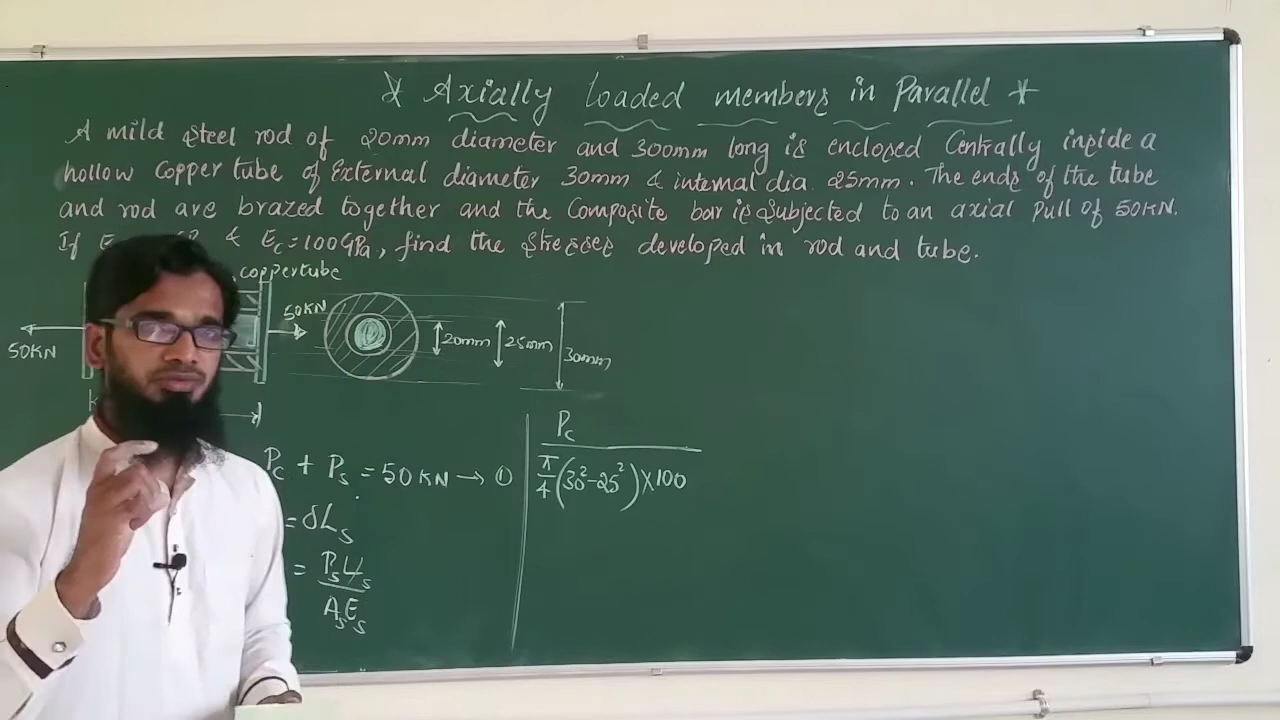 * Axially loaded members in Parallel *
A mild steel rod of 20mm diameter and 300mm long is enclosed Centrally inside a
hollow Copper tube of External diameter 30mm & internal dia. 25mm. The ends of the tube
and rod are brazed together and the Composite bar is subjected to an axial pull of 50KN.
If E & Ec=100GPa, find the stresses developed in rod and tube.
copper tube
50KN
50KN
20mm
25mm
30mm
Pc + Ps = 50KN → ①
= δLs
= PsLs
AsEs
Pc
π/4 (30²-25²) × 100